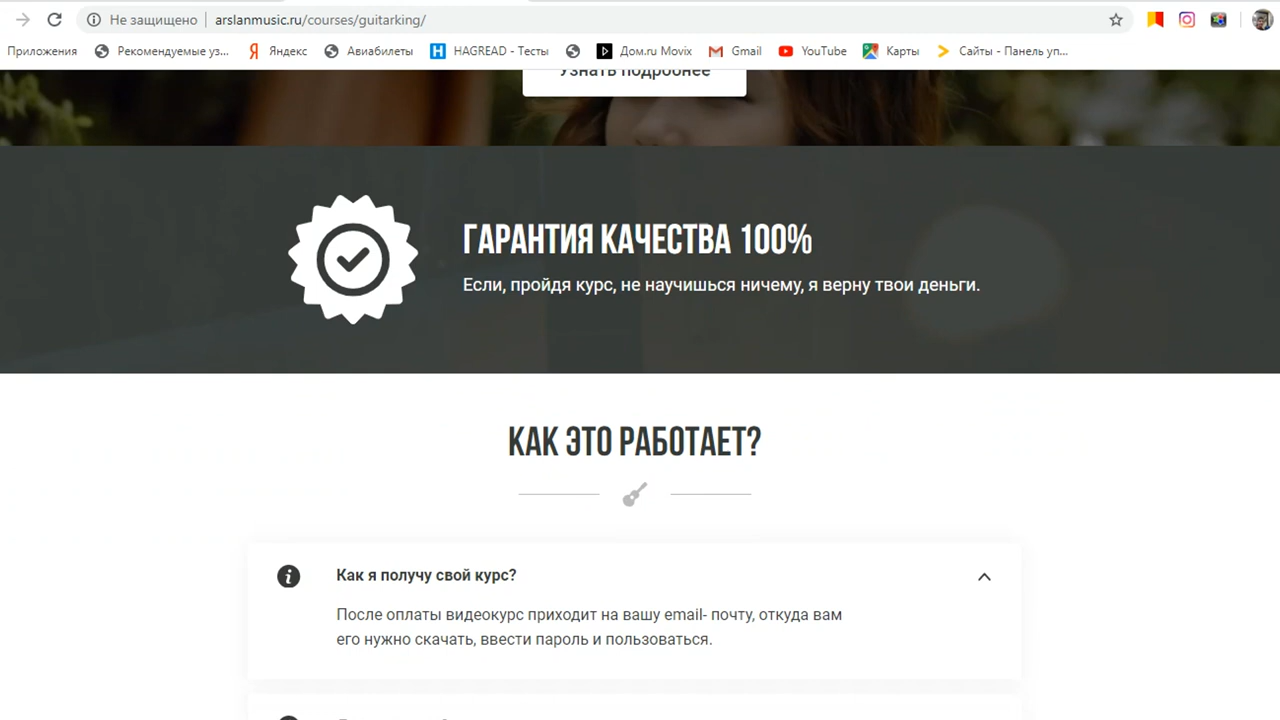 Не защищено arslanmusic.ru/courses/guitarking/
Приложения Рекомендуемые уз... Яндекс Авиабилеты HAGREAD - Тесты Дом.ru Movix Gmail YouTube Карты Сайты - Панель уп...
Узнать подробнее
ГАРАНТИЯ КАЧЕСТВА 100%
Если, пройдя курс, не научишься ничему, я верну твои деньги.
КАК ЭТО РАБОТАЕТ?
Как я получу свой курс?
После оплаты видеокурс приходит на вашу email- почту, откуда вам
его нужно скачать, ввести пароль и пользоваться.